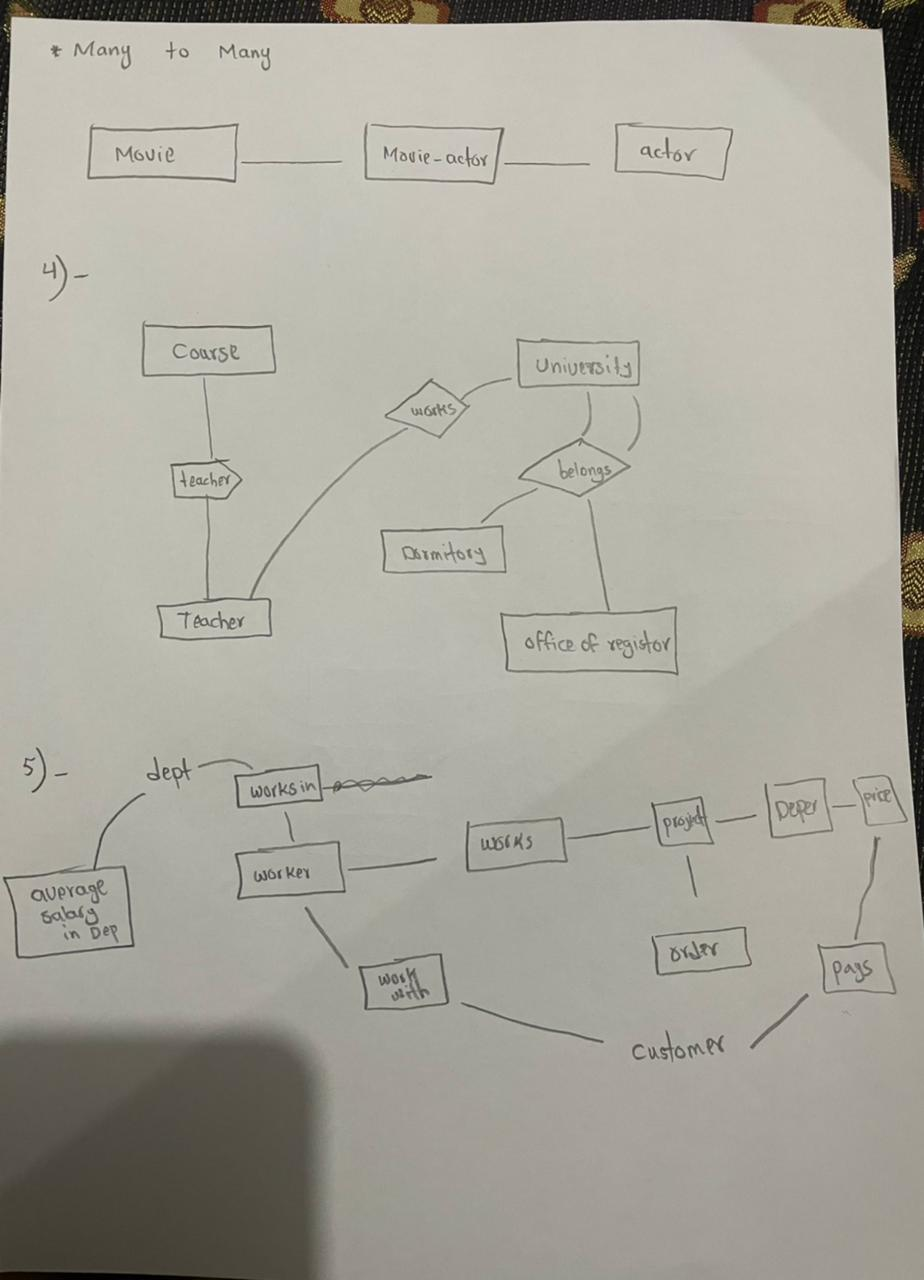 * Many to Many
Movie
Movie-actor
actor
4)-
Course
University
works
teacher
belongs
Dormitory
Teacher
office of registor
5)-
dept
works in
works
project
Deper
price
worker
average
salary
in Dep
order
work
with
pays
customer